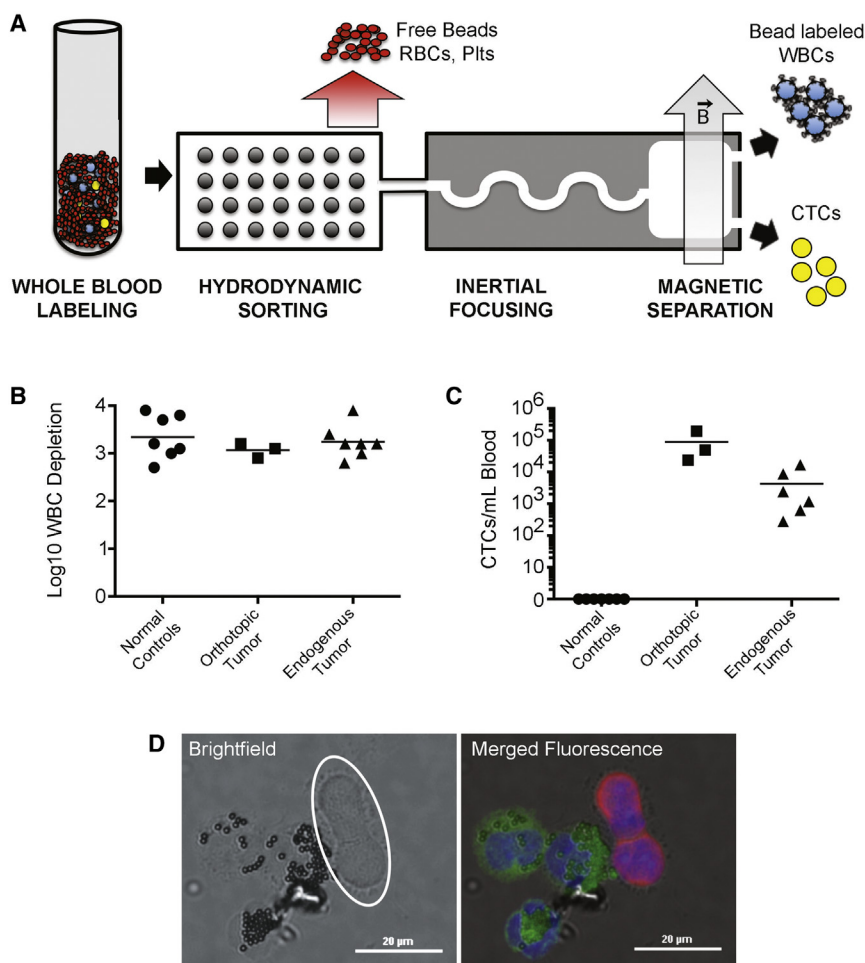 A
Free Beads
RBCs, Plts
Bead labeled
WBCs
B
CTCs
WHOLE BLOOD
LABELING
HYDRODYNAMIC
SORTING
INERTIAL
FOCUSING
MAGNETIC
SEPARATION
B
Log10 WBC Depletion
4
3
2
1
0
Normal
Controls
Orthotopic
Tumor
Endogenous
Tumor
C
CTCs/mL Blood
10^6
10^5
10^4
10^3
10^2
10^1
0
Normal
Controls
Orthotopic
Tumor
Endogenous
Tumor
D
Brightfield
20 µm
Merged Fluorescence
20 µm